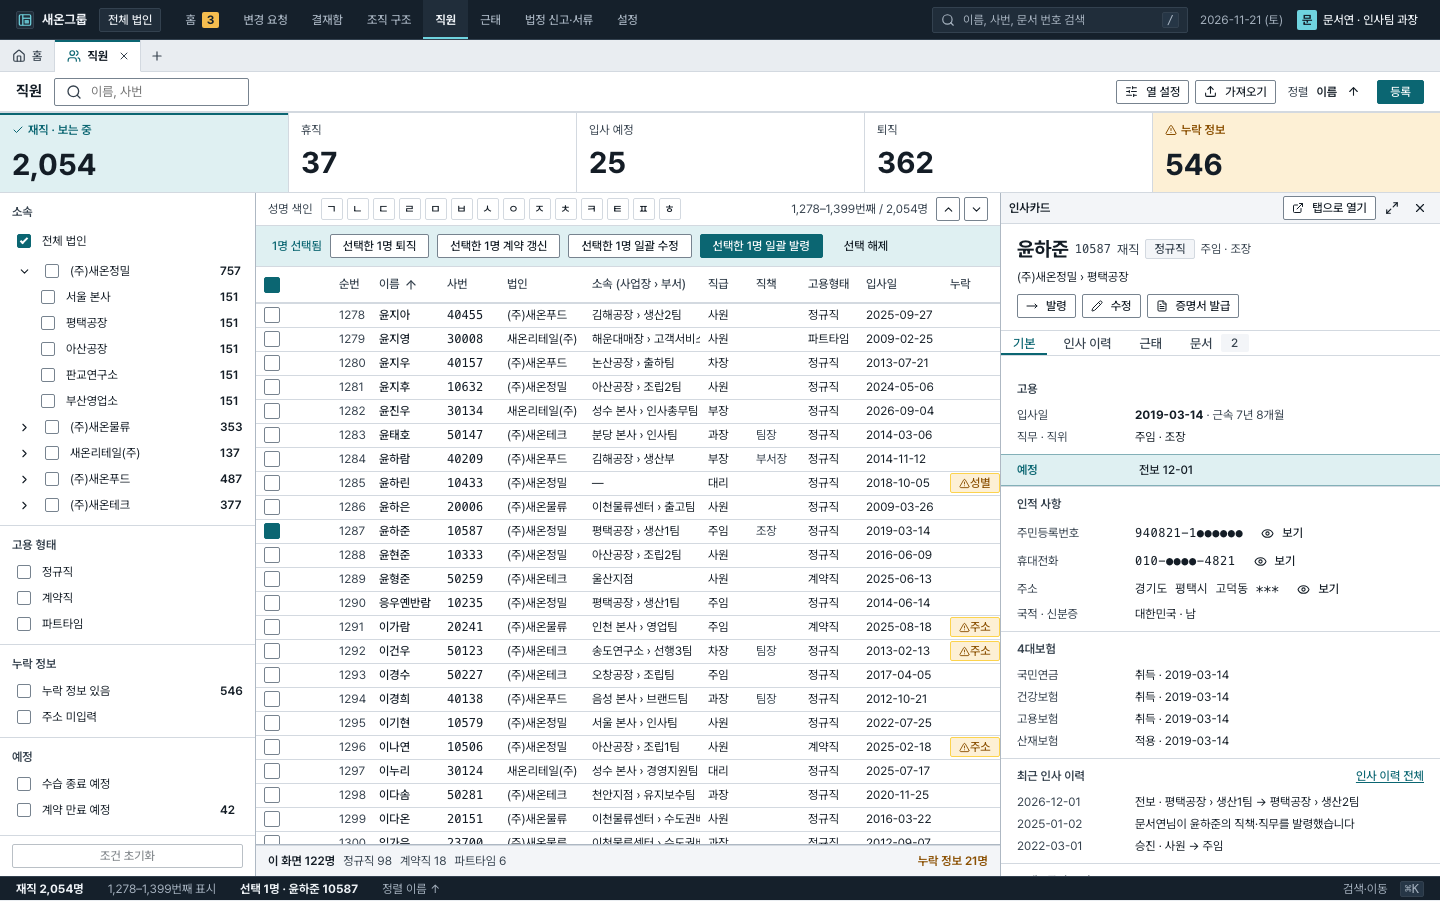 새온그룹 전체 법인 홈 3 변경 요청 결재함 조직 구조 직원 근태 법정 신고·서류 설정 이름, 사번, 문서 번호 검색 / 2026-11-21 (토) 문 문서연 · 인사팀 과장
홈 직원
직원 이름, 사번 열 설정 가져오기 정렬 이름 ↑ 등록
재직 · 보는 중 휴직 입사 예정 퇴직 누락 정보
2,054 37 25 362 546
소속
전체 법인
(주)새온정밀 757
서울 본사 151
평택공장 151
아산공장 151
판교연구소 151
부산영업소 151
(주)새온물류 353
새온리테일(주) 137
(주)새온푸드 487
(주)새온테크 377
고용 형태
정규직
계약직
파트타임
누락 정보
누락 정보 있음 546
주소 미입력
예정
수습 종료 예정
계약 만료 예정 42
조건 초기화
성명 색인 ㄱ ㄴ ㄷ ㄹ ㅁ ㅂ ㅅ ㅇ ㅈ ㅊ ㅋ ㅌ ㅍ ㅎ 1,278–1,399번째 / 2,054명
1명 선택됨 선택한 1명 퇴직 선택한 1명 계약 갱신 선택한 1명 일괄 수정 선택한 1명 일괄 발령 선택 해제
순번 이름 ↑ 사번 법인 소속 (사업장 › 부서) 직급 직책 고용형태 입사일 누락
1278 윤지아 40455 (주)새온푸드 김해공장 › 생산2팀 사원 정규직 2025-09-27
1279 윤지영 30008 새온리테일(주) 해운대매장 › 고객서비스 사원 파트타임 2009-02-25
1280 윤지우 40157 (주)새온푸드 논산공장 › 출하팀 차장 정규직 2013-07-21
1281 윤지후 10632 (주)새온정밀 아산공장 › 조립2팀 사원 정규직 2024-05-06
1282 윤진우 30134 새온리테일(주) 성수 본사 › 인사총무팀 부장 정규직 2026-09-04
1283 윤태호 50147 (주)새온테크 분당 본사 › 인사팀 과장 팀장 정규직 2014-03-06
1284 윤하람 40209 (주)새온푸드 김해공장 › 생산부 부장 부서장 정규직 2014-11-12
1285 윤하린 10433 (주)새온정밀 — 대리 정규직 2018-10-05 성별
1286 윤하은 20006 (주)새온물류 이천물류센터 › 출고팀 사원 정규직 2009-03-26
1287 윤하준 10587 (주)새온정밀 평택공장 › 생산1팀 주임 조장 정규직 2019-03-14
1288 윤현준 10333 (주)새온정밀 아산공장 › 조립2팀 사원 정규직 2016-06-09
1289 윤형준 50259 (주)새온테크 울산지점 사원 계약직 2025-06-13
1290 응우옌반람 10235 (주)새온정밀 평택공장 › 생산1팀 주임 정규직 2014-06-14
1291 이가람 20241 (주)새온물류 인천 본사 › 영업팀 주임 계약직 2025-08-18 주소
1292 이건우 50123 (주)새온테크 송도연구소 › 선행3팀 차장 팀장 정규직 2013-02-13 주소
1293 이경수 50227 (주)새온테크 오창공장 › 조립팀 주임 정규직 2017-04-05
1294 이경희 40138 (주)새온푸드 음성 본사 › 브랜드팀 과장 팀장 정규직 2012-10-21
1295 이기현 10579 (주)새온정밀 서울 본사 › 인사팀 사원 정규직 2022-07-25
1296 이나연 10506 (주)새온정밀 아산공장 › 조립1팀 사원 계약직 2025-02-18 주소
1297 이누리 30124 새온리테일(주) 성수 본사 › 경영지원팀 대리 정규직 2025-07-17
1298 이다솜 50281 (주)새온테크 천안지점 › 유지보수팀 과장 정규직 2020-11-25
1299 이다온 20151 (주)새온물류 이천물류센터 › 수도권 사원 정규직 2016-03-22
1300 23700 (주)새온물류 이천물류센터 › 수도권 과장 정규직 2012-09-07
이 화면 122명 정규직 98 계약직 18 파트타임 6 누락 정보 21명
인사카드 탭으로 열기
윤하준 10587 재직 정규직 주임 · 조장
(주)새온정밀 › 평택공장
발령 수정 증명서 발급
기본 인사 이력 근태 문서 2
고용
입사일 2019-03-14 · 근속 7년 8개월
직무 · 직위 주임 · 조장
예정 전보 12-01
인적 사항
주민등록번호 940821-1●●●●●● 보기
휴대전화 010-●●●●-4821 보기
주소 경기도 평택시 고덕동 *** 보기
국적 · 신분증 대한민국 · 남
4대보험
국민연금 취득 · 2019-03-14
건강보험 취득 · 2019-03-14
고용보험 취득 · 2019-03-14
산재보험 적용 · 2019-03-14
최근 인사 이력 인사 이력 전체
2026-12-01 전보 · 평택공장 › 생산1팀 → 평택공장 › 생산2팀
2025-01-02 문서연님이 윤하준의 직책·직무를 발령했습니다
2022-03-01 승진 · 사원 → 주임
재직 2,054명 1,278–1,399번째 표시 선택 1명 · 윤하준 10587 정렬 이름 ↑ 검색·이동 ⌘K